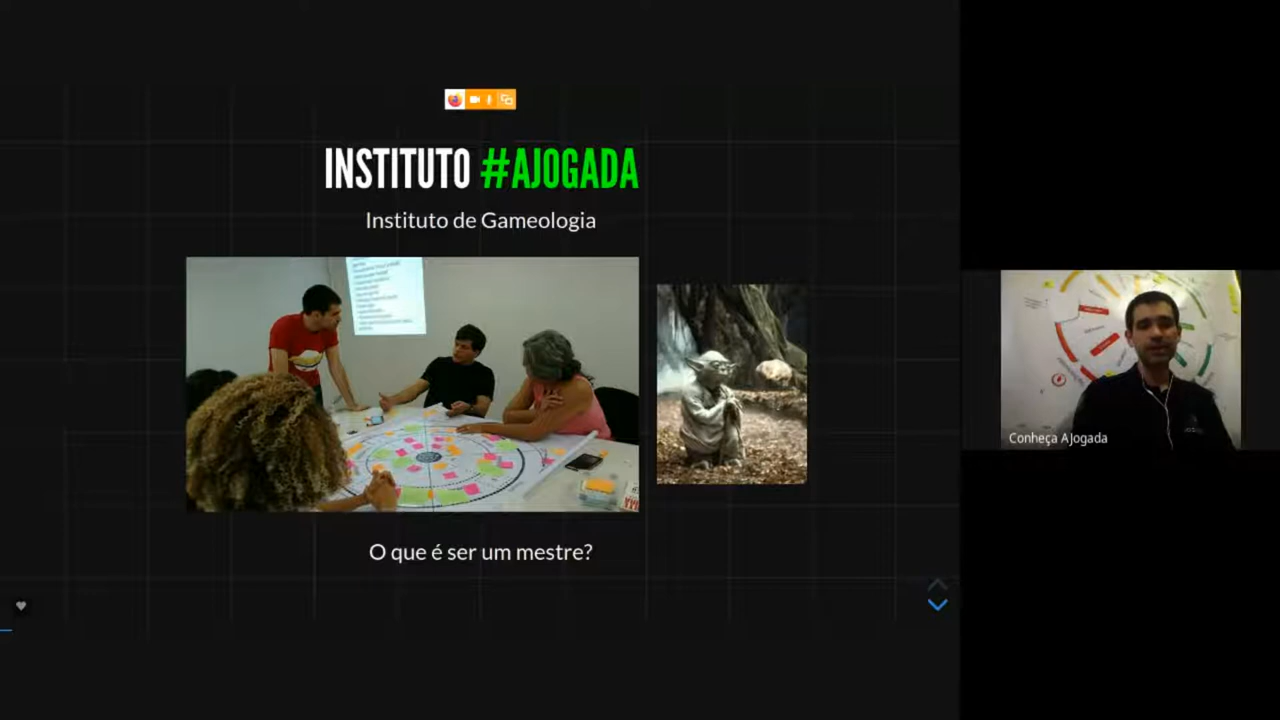 INSTITUTO #AJOGADA
Instituto de Gameologia
O que é ser um mestre?
Conheça AJogada